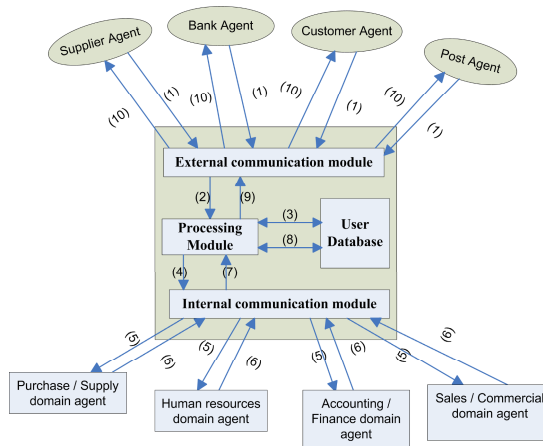 Supplier Agent
Bank Agent
Customer Agent
Post Agent
(10)
(1)
(10)
(1)
(10)
(1)
(10)
(1)
External communication module
(2)
(9)
(3)
Processing
Module
User
Database
(8)
(4)
(7)
Internal communication module
(5)
(5)
(5)
(6)
(5)
(6)
(5)
(6)
Purchase / Supply
domain agent
Human resources
domain agent
Accounting /
Finance domain
agent
Sales / Commercial
domain agent